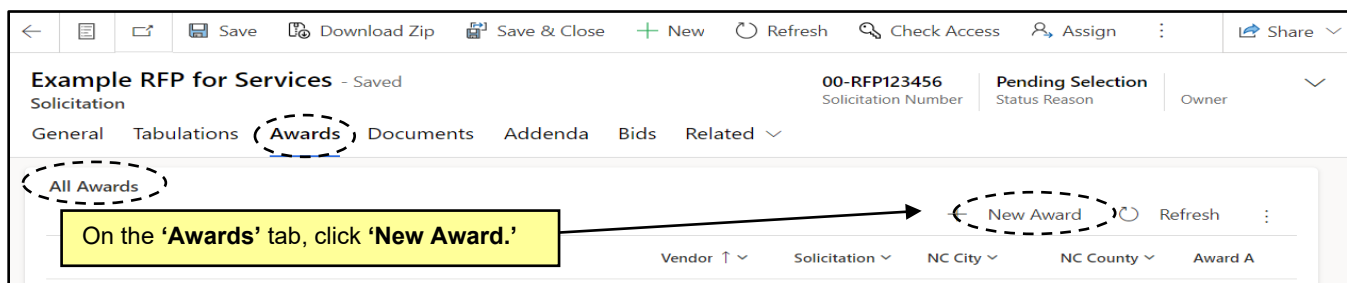 Save Download Zip Save & Close New Refresh Check Access Assign Share
Example RFP for Services - Saved 00-RFP123456 Pending Selection
Solicitation Solicitation Number Status Reason Owner
General Tabulations Awards Documents Addenda Bids Related
All Awards
New Award Refresh
On the ‘Awards’ tab, click ‘New Award.’
Vendor Solicitation NC City NC County Award A